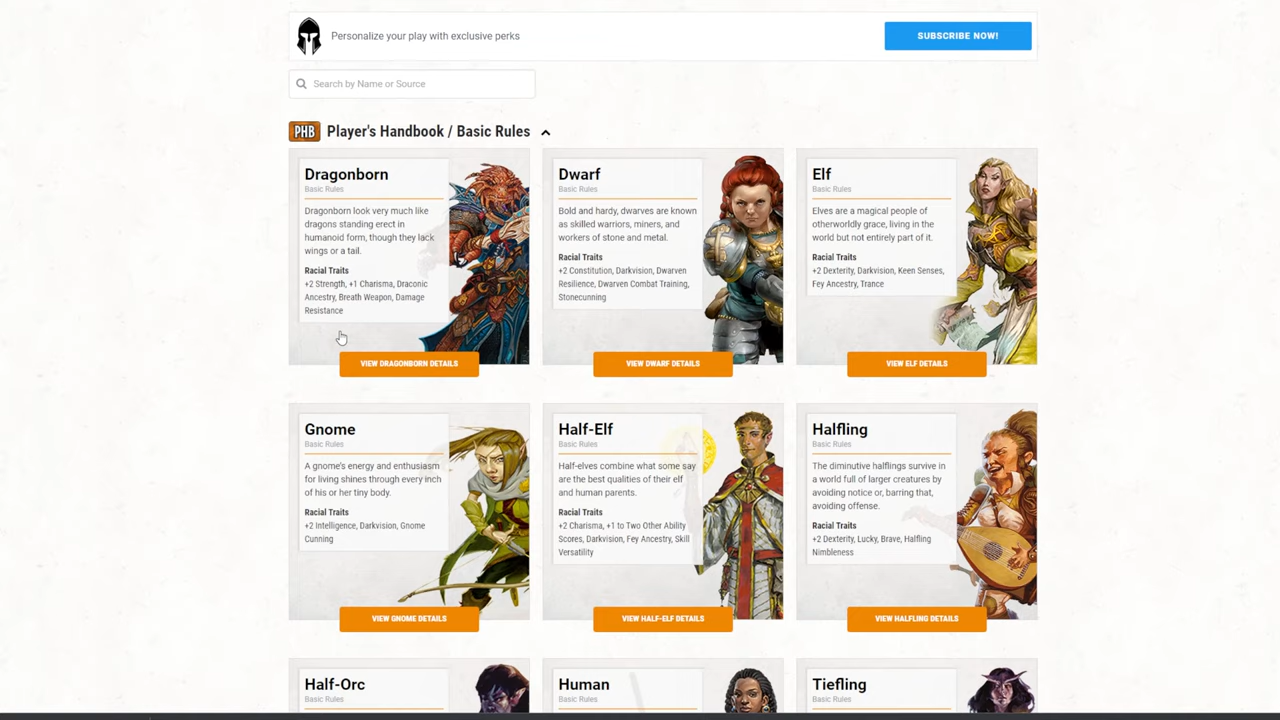 Personalize your play with exclusive perks
SUBSCRIBE NOW!
Search by Name or Source
PHB Player's Handbook / Basic Rules
Dragonborn
Basic Rules
Dragonborn look very much like
dragons standing erect in
humanoid form, though they lack
wings or a tail.
Racial Traits
+2 Strength, +1 Charisma, Draconic
Ancestry, Breath Weapon, Damage
Resistance
VIEW DRAGONBORN DETAILS
Dwarf
Basic Rules
Bold and hardy, dwarves are known
as skilled warriors, miners, and
workers of stone and metal.
Racial Traits
+2 Constitution, Darkvision, Dwarven
Resilience, Dwarven Combat Training,
Stonecunning
VIEW DWARF DETAILS
Elf
Basic Rules
Elves are a magical people of
otherworldly grace, living in the
world but not entirely part of it.
Racial Traits
+2 Dexterity, Darkvision, Keen Senses,
Fey Ancestry, Trance
VIEW ELF DETAILS
Gnome
Basic Rules
A gnome's energy and enthusiasm
for living shines through every inch
of his or her tiny body.
Racial Traits
+2 Intelligence, Darkvision, Gnome
Cunning
VIEW GNOME DETAILS
Half-Elf
Basic Rules
Half-elves combine what some say
are the best qualities of their elf
and human parents.
Racial Traits
+2 Charisma, +1 to Two Other Ability
Scores, Darkvision, Fey Ancestry, Skill
Versatility
VIEW HALF-ELF DETAILS
Halfling
Basic Rules
The diminutive halflings survive in
a world full of larger creatures by
avoiding notice or, barring that,
avoiding offense.
Racial Traits
+2 Dexterity, Lucky, Brave, Halfling
Nimbleness
VIEW HALFLING DETAILS
Half-Orc
Basic Rules
Human
Basic Rules
Tiefling
Basic Rules